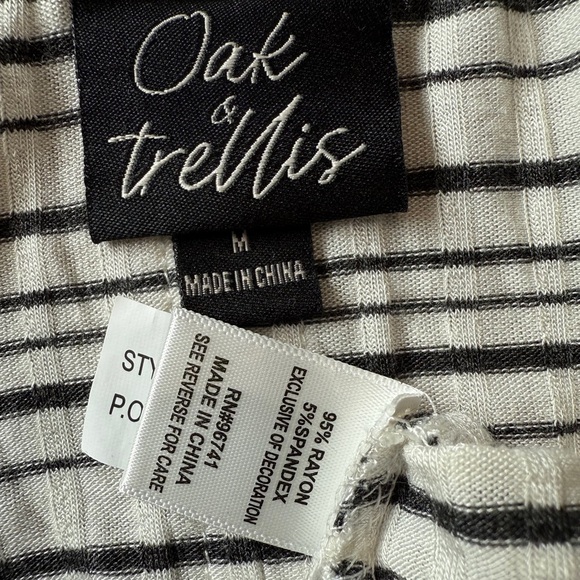 Oak
&
trellis
M
MADE IN CHINA
95% RAYON
5%SPANDEX
EXCLUSIVE OF DECORATION
RN#96741
MADE IN CHINA
SEE REVERSE FOR CARE
STY
P.O